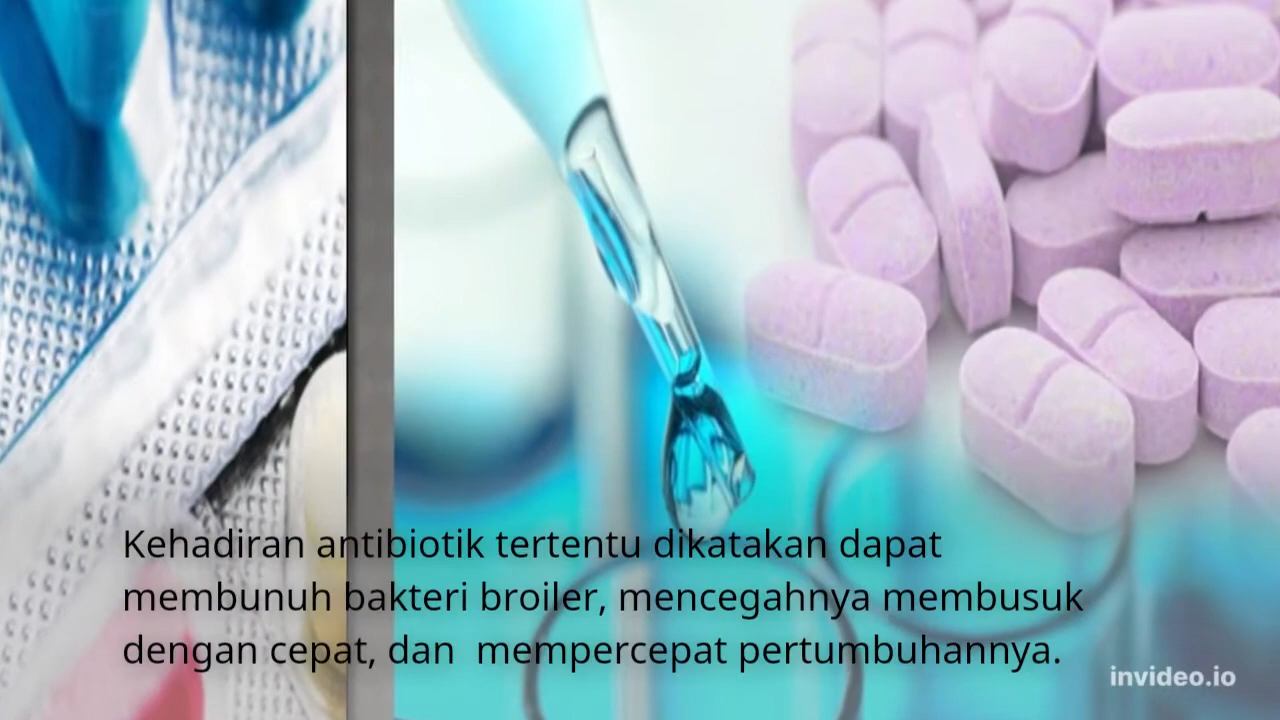 Kehadiran antibiotik tertentu dikatakan dapat
membunuh bakteri broiler, mencegahnya membusuk
dengan cepat, dan  mempercepat pertumbuhannya.
invideo.io